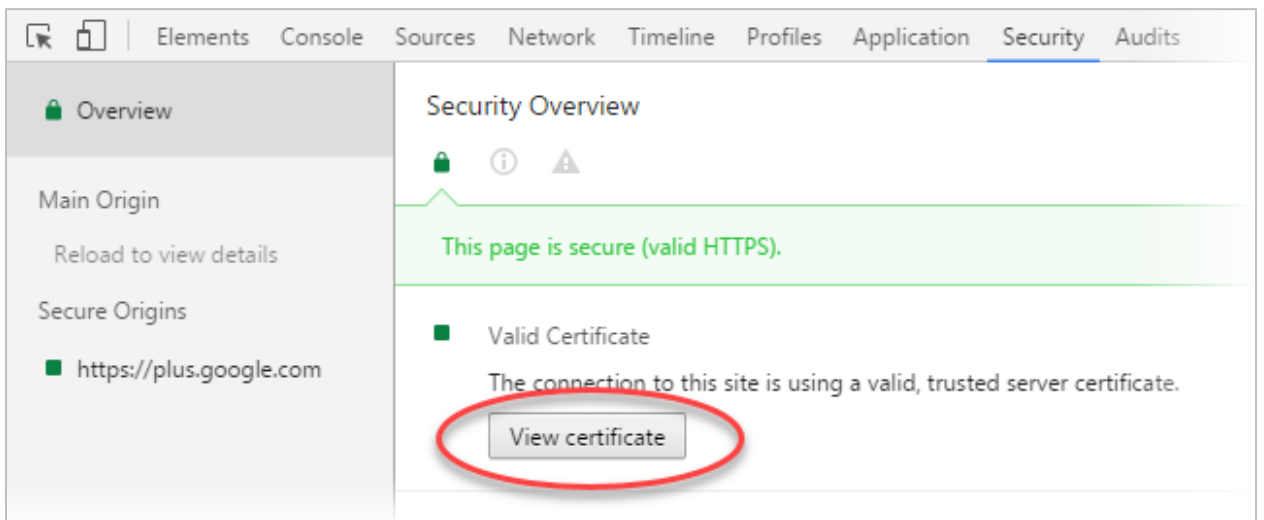 Elements Console Sources Network Timeline Profiles Application Security Audits
Overview
Main Origin
Reload to view details
Secure Origins
https://plus.google.com
Security Overview
This page is secure (valid HTTPS).
Valid Certificate
The connection to this site is using a valid, trusted server certificate.
View certificate